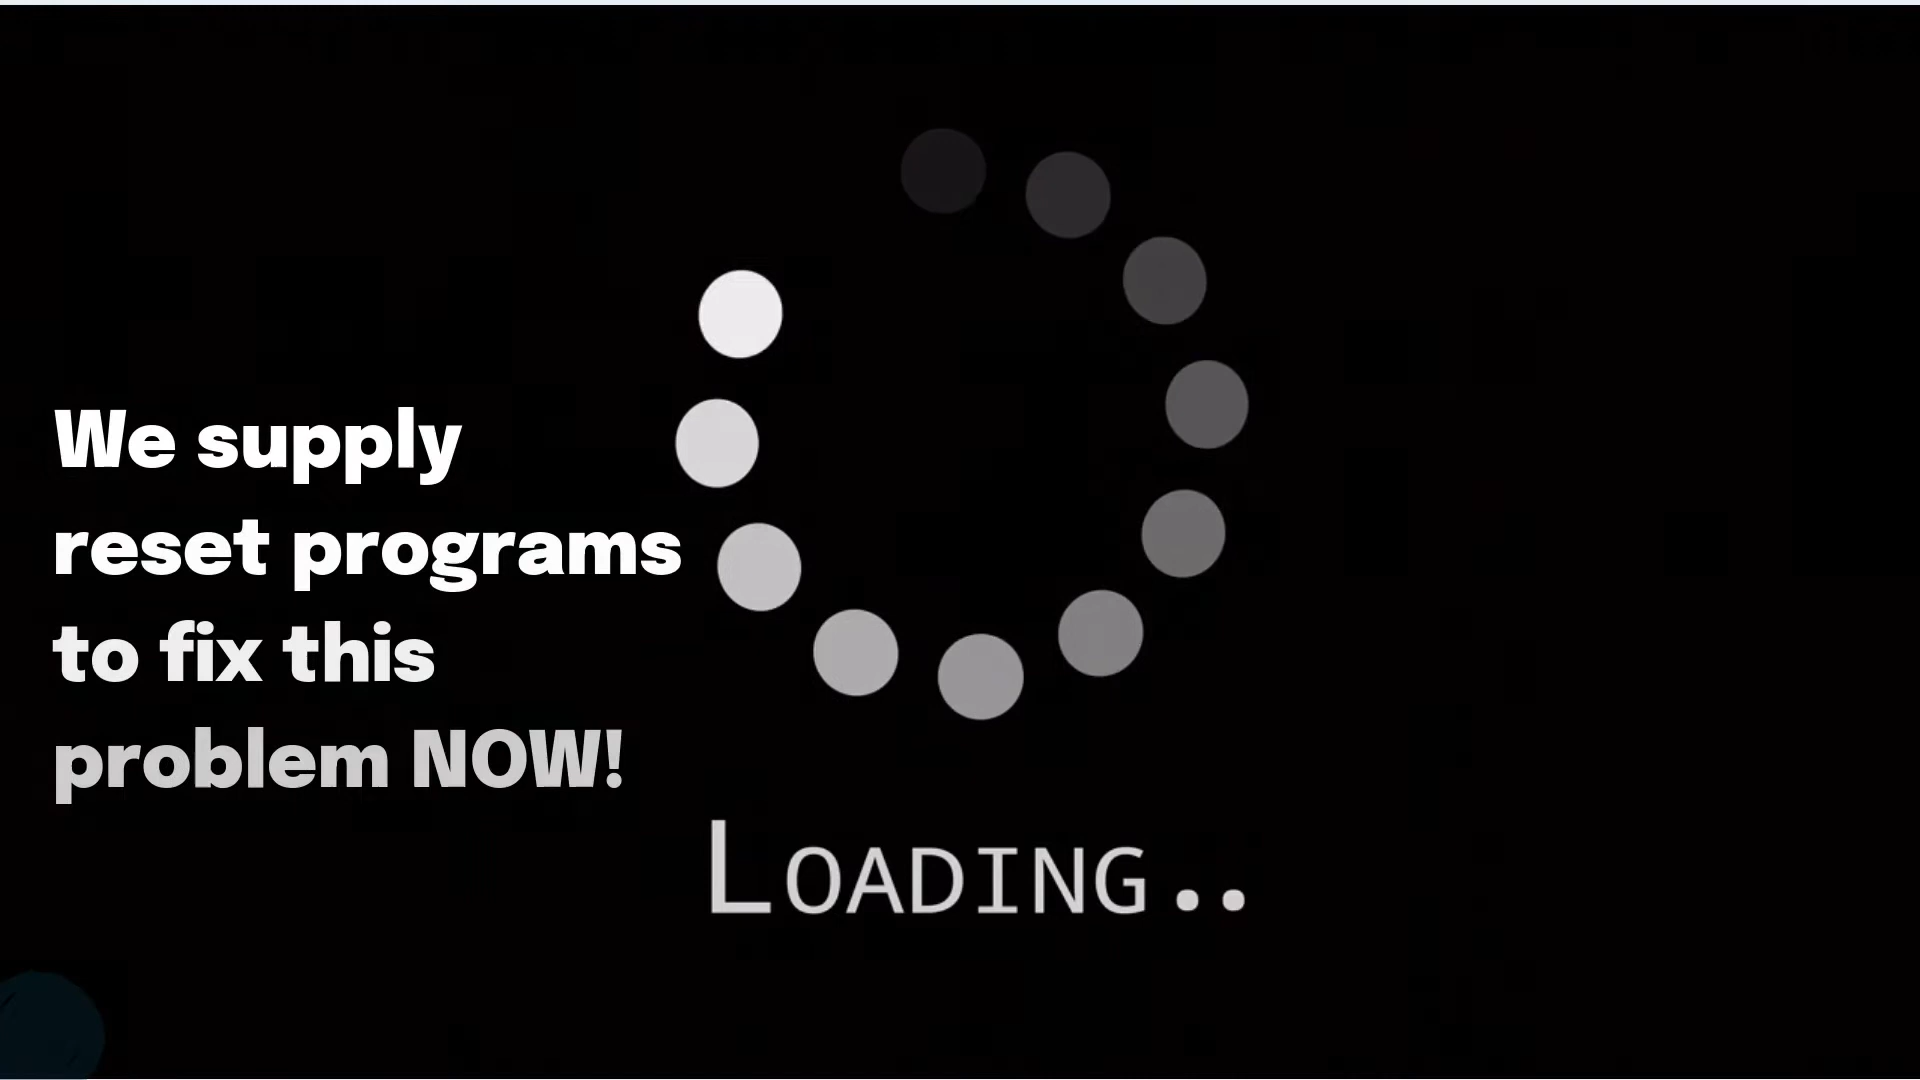 We supply
reset programs
to fix this
problem NOW!
LOADING..